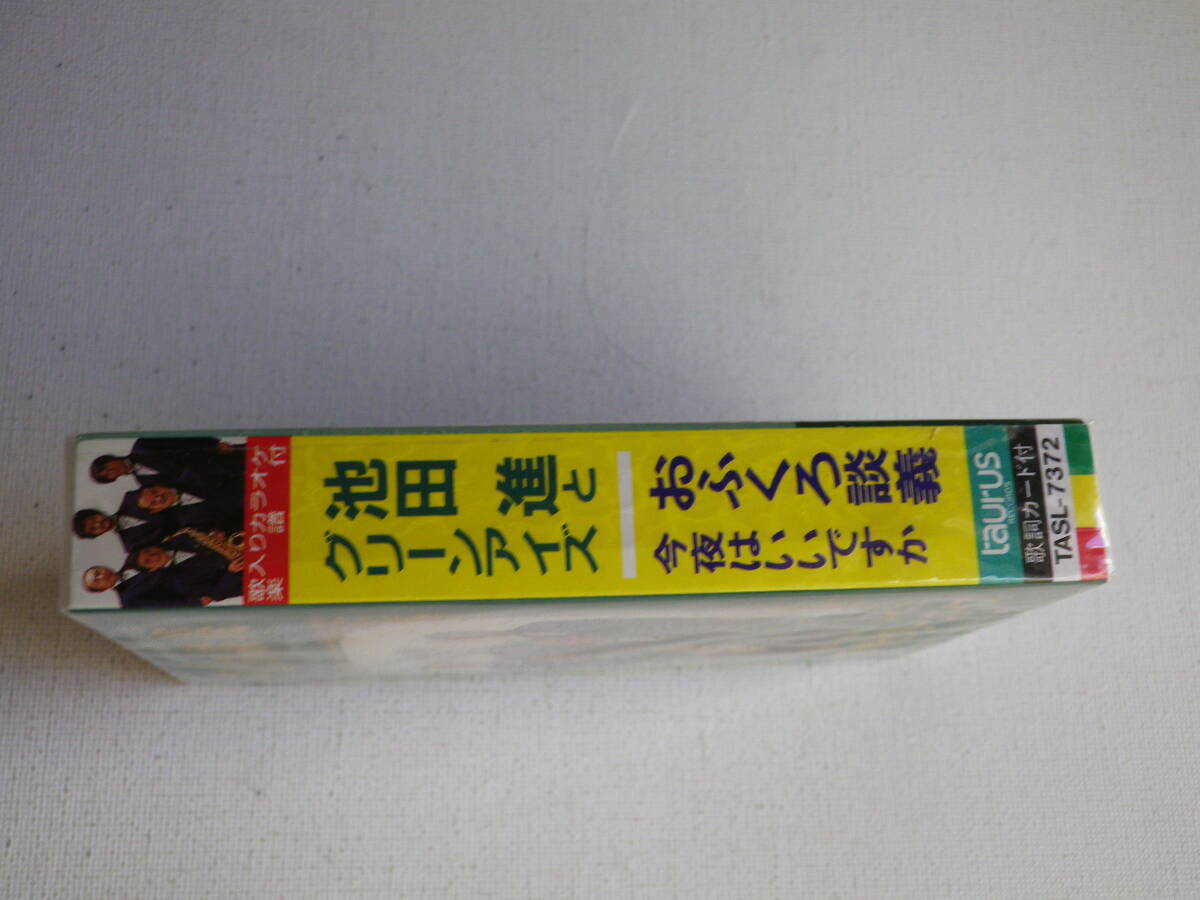 歌入りカラオケ付
楽譜
池田 進と
グリーンアイズ
おふくろ談義
今夜はいいですか
taurus
RECORDS
歌詞カード付
TASL-7372